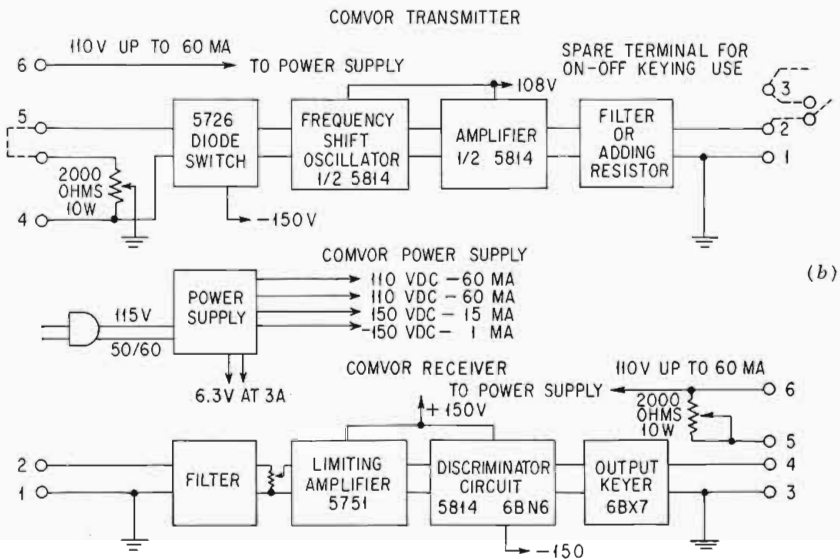 COMVOR TRANSMITTER
110V UP TO 60 MA
6
TO POWER SUPPLY
SPARE TERMINAL FOR
ON-OFF KEYING USE
108V
3
5
5726
DIODE
SWITCH
FREQUENCY
SHIFT
OSCILLATOR
1/2 5814
AMPLIFIER
1/2 5814
FILTER
OR
ADDING
RESISTOR
2
1
2000
OHMS
10W
4
-150V
COMVOR POWER SUPPLY
(b)
115V
50/60
POWER
SUPPLY
110 VDC - 60 MA
110 VDC - 60 MA
150 VDC - 15 MA
-150 VDC - 1 MA
6.3V AT 3A
COMVOR RECEIVER
110V UP TO 60 MA
TO POWER SUPPLY
6
+150V
2000
OHMS
10W
5
2
1
FILTER
LIMITING
AMPLIFIER
5751
DISCRIMINATOR
CIRCUIT
5814 6BN6
OUTPUT
KEYER
6BX7
4
3
-150